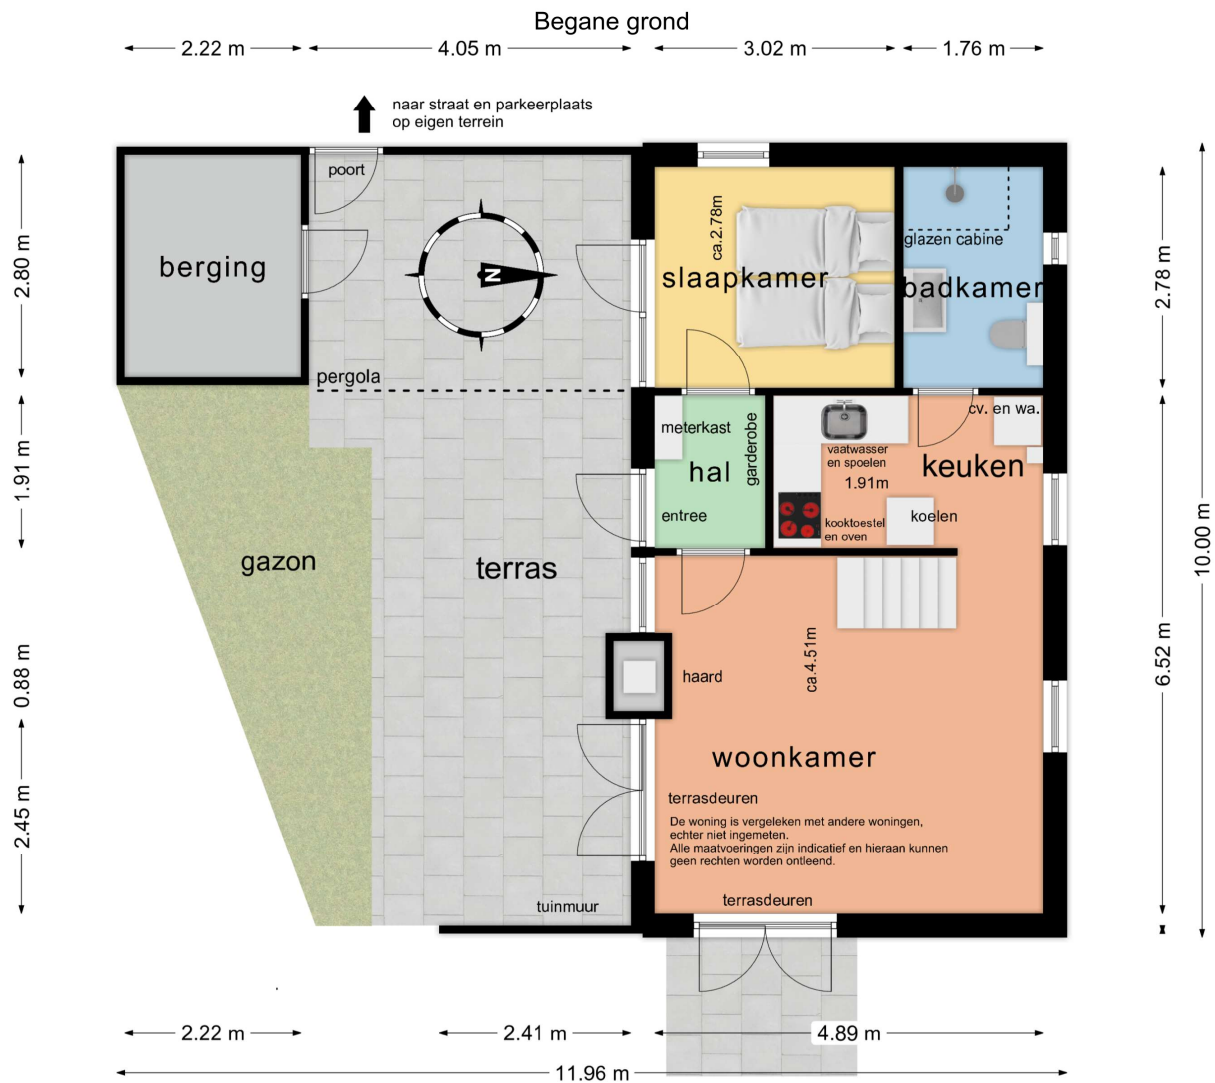 Begane grond
2.22 m
4.05 m
3.02 m
1.76 m
naar straat en parkeerplaats
op eigen terrein
poort
berging
N
ca.2.78m
slaapkamer
glazen cabine
badkamer
2.80 m
2.78 m
pergola
meterkast
garderobe
hal
entree
cv. en wa.
vaatwasser
en spoelen
keuken
1.91m
koelen
kooktoestel
en oven
1.91 m
10.00 m
gazon
terras
haard
ca.4.51m
0.88 m
6.52 m
woonkamer
terrasdeuren
De woning is vergeleken met andere woningen,
echter niet ingemeten.
Alle maatvoeringen zijn indicatief en hieraan kunnen
geen rechten worden ontleend.
2.45 m
tuinmuur
terrasdeuren
2.22 m
2.41 m
4.89 m
11.96 m